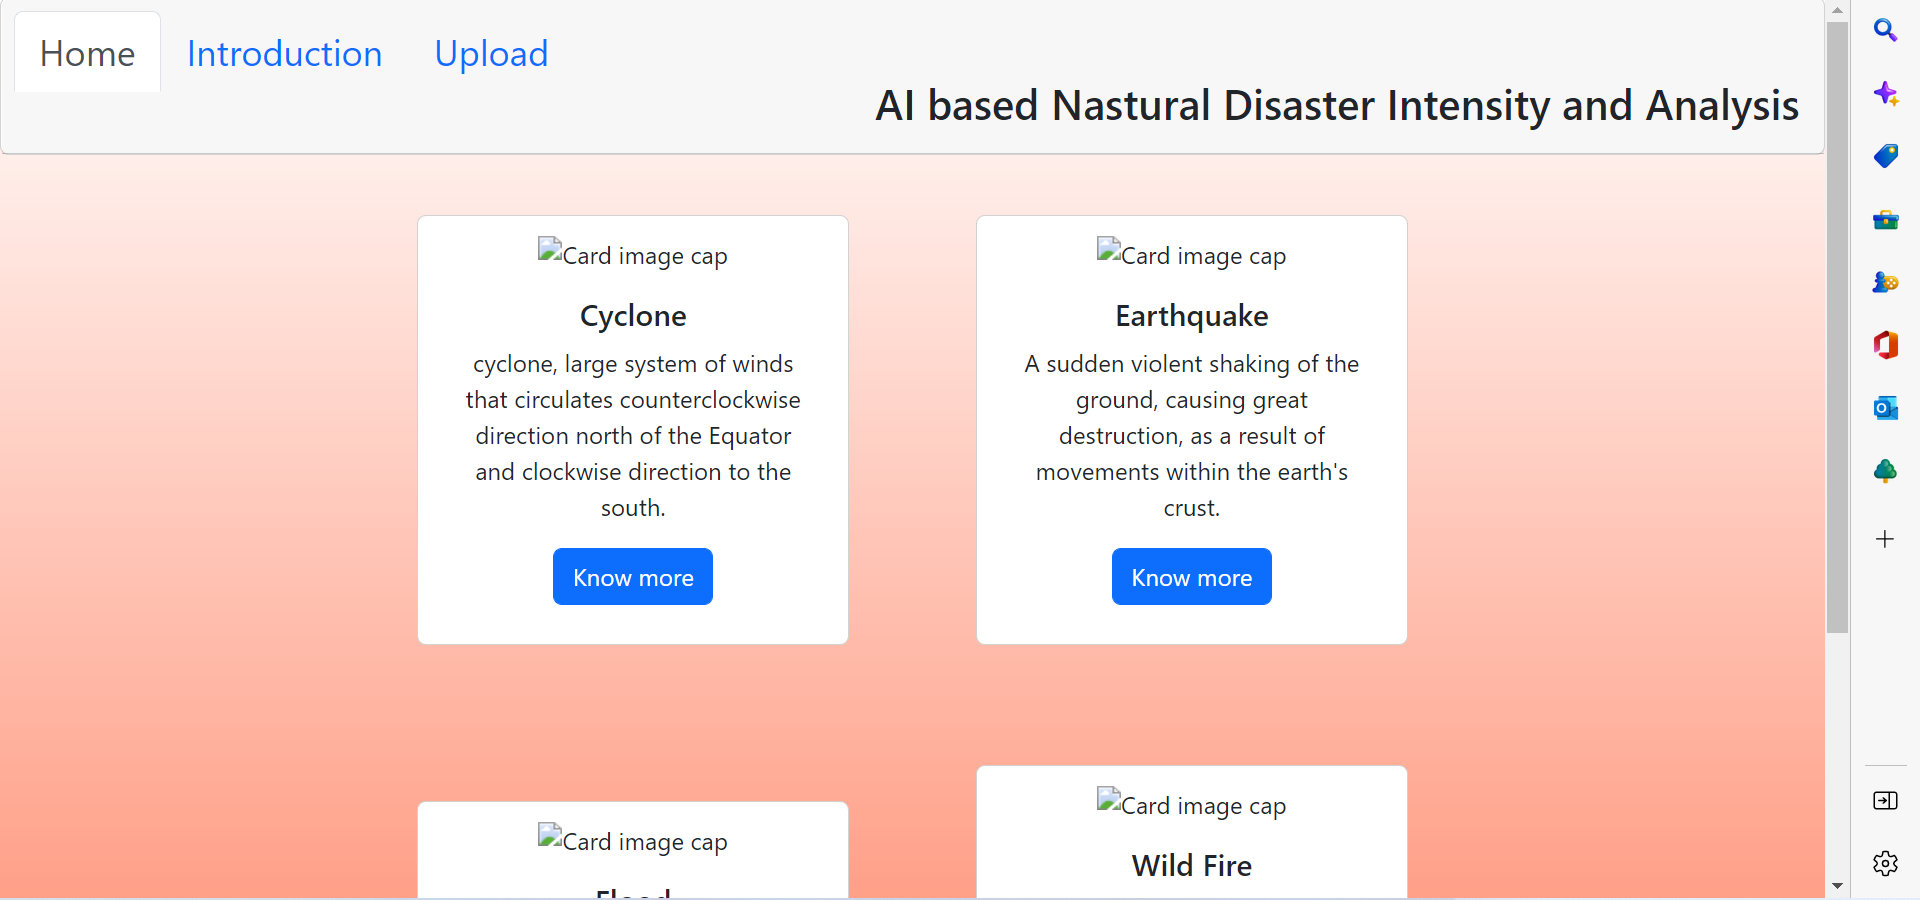 Home Introduction Upload
AI based Nastural Disaster Intensity and Analysis
Card image cap
Cyclone
cyclone, large system of winds
that circulates counterclockwise
direction north of the Equator
and clockwise direction to the
south.
Know more
Card image cap
Earthquake
A sudden violent shaking of the
ground, causing great
destruction, as a result of
movements within the earth's
crust.
Know more
Card image cap
Flood
Card image cap
Wild Fire